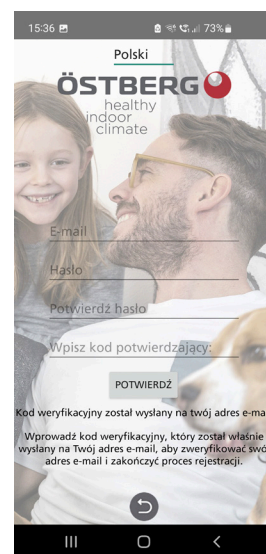 15:36
73%
Polski
ÖSTBERG
healthy
indoor
climate
E-mail
Hasło
Potwierdź hasło
Wpisz kod potwierdzający:
POTWIERDŹ
Kod weryfikacyjny został wysłany na twój adres e-ma
Wprowadź kod weryfikacyjny, który został właśnie
wysłany na Twój adres e-mail, aby zweryfikować swó
adres e-mail i zakończyć proces rejestracji.